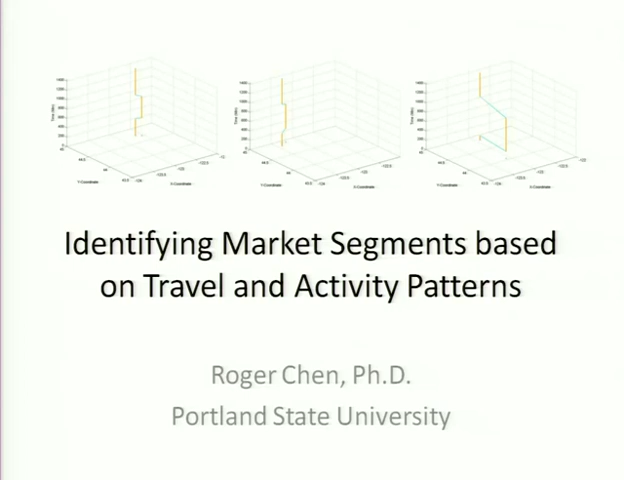 Identifying Market Segments based
on Travel and Activity Patterns
Roger Chen, Ph.D.
Portland State University